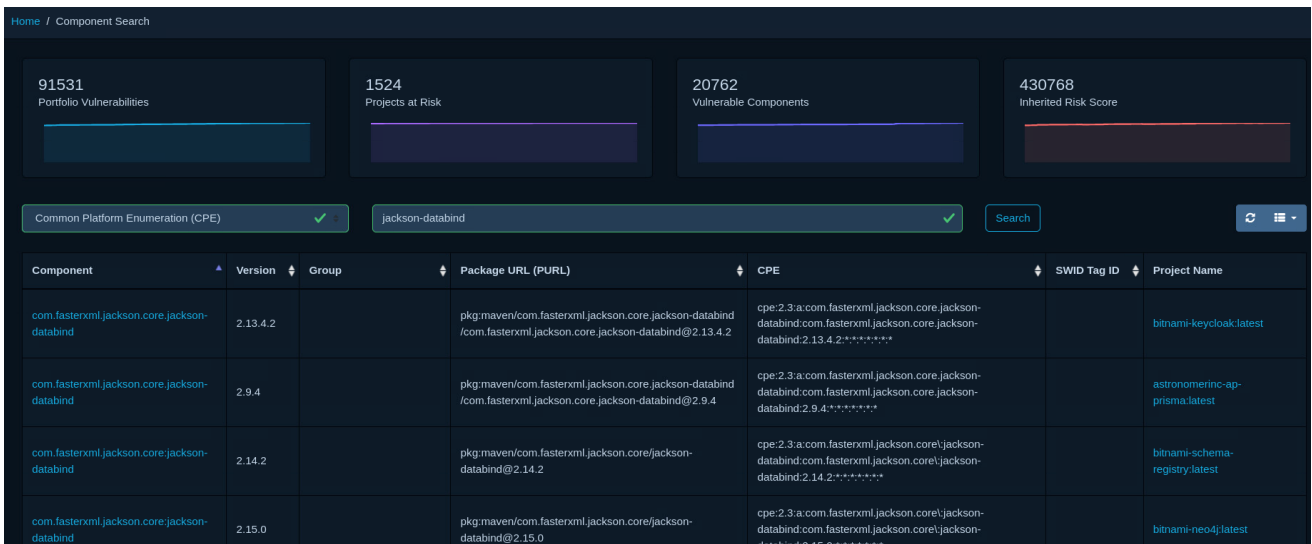 Home / Component Search
91531
Portfolio Vulnerabilities
1524
Projects at Risk
20762
Vulnerable Components
430768
Inherited Risk Score
Common Platform Enumeration (CPE)
jackson-databind
Search
Component Version Group Package URL (PURL) CPE SWID Tag ID Project Name
com.fasterxml.jackson.core.jackson-
databind
2.13.4.2
pkg:maven/com.fasterxml.jackson.core.jackson-databind
/com.fasterxml.jackson.core.jackson-databind@2.13.4.2
cpe:2.3:a:com.fasterxml.jackson.core.jackson-
databind:com.fasterxml.jackson.core.jackson-
databind:2.13.4.2:*:*:*:*:*:*:*
bitnami-keycloak:latest
com.fasterxml.jackson.core.jackson-
databind
2.9.4
pkg:maven/com.fasterxml.jackson.core.jackson-databind
/com.fasterxml.jackson.core.jackson-databind@2.9.4
cpe:2.3:a:com.fasterxml.jackson.core.jackson-
databind:com.fasterxml.jackson.core.jackson-
databind:2.9.4:*:*:*:*:*:*:*
astronomerinc-ap-
prisma:latest
com.fasterxml.jackson.core:jackson-
databind
2.14.2
pkg:maven/com.fasterxml.jackson.core/jackson-
databind@2.14.2
cpe:2.3:a:com.fasterxml.jackson.core\:jackson-
databind:com.fasterxml.jackson.core\:jackson-
databind:2.14.2:*:*:*:*:*:*:*
bitnami-schema-
registry:latest
com.fasterxml.jackson.core:jackson-
databind
2.15.0
pkg:maven/com.fasterxml.jackson.core/jackson-
databind@2.15.0
cpe:2.3:a:com.fasterxml.jackson.core\:jackson-
databind:com.fasterxml.jackson.core\:jackson-
databind:2.15.0:*:*:*:*:*:*:*
bitnami-neo4j:latest